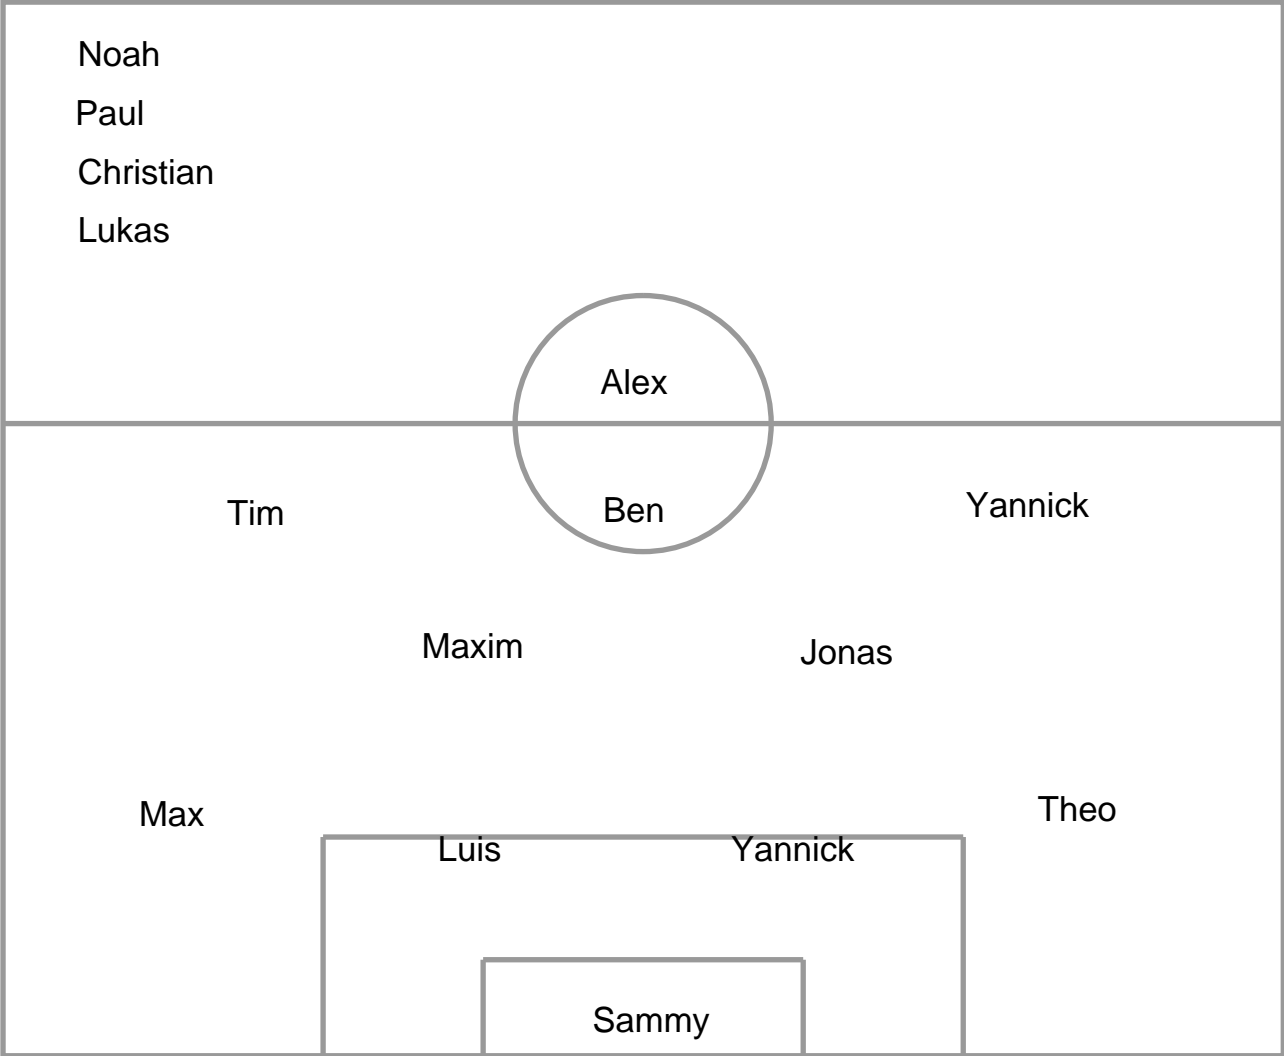 Noah
Paul
Christian
Lukas
Alex
Tim Ben Yannick
Maxim Jonas
Max Theo
Luis Yannick
Sammy